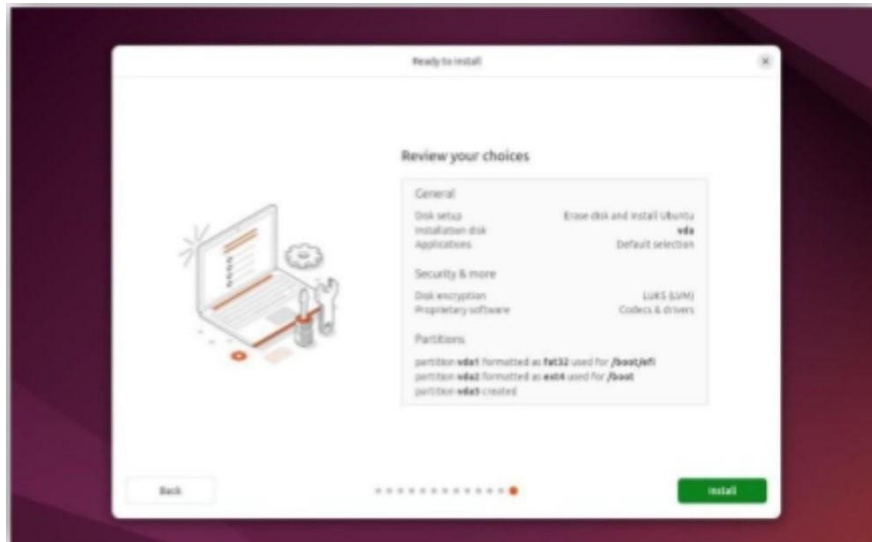 Ready to install
Review your choices
General
Disk setup Erase disk and install Ubuntu
Installation disk vda
Applications Default selection
Security & more
Disk encryption LUKS (LVM)
Proprietary software Codecs & drivers
Partitions
partition vda1 formatted as fat32 used for /boot/efi
partition vda2 formatted as ext4 used for /boot
partition vda3 created
Back
Install